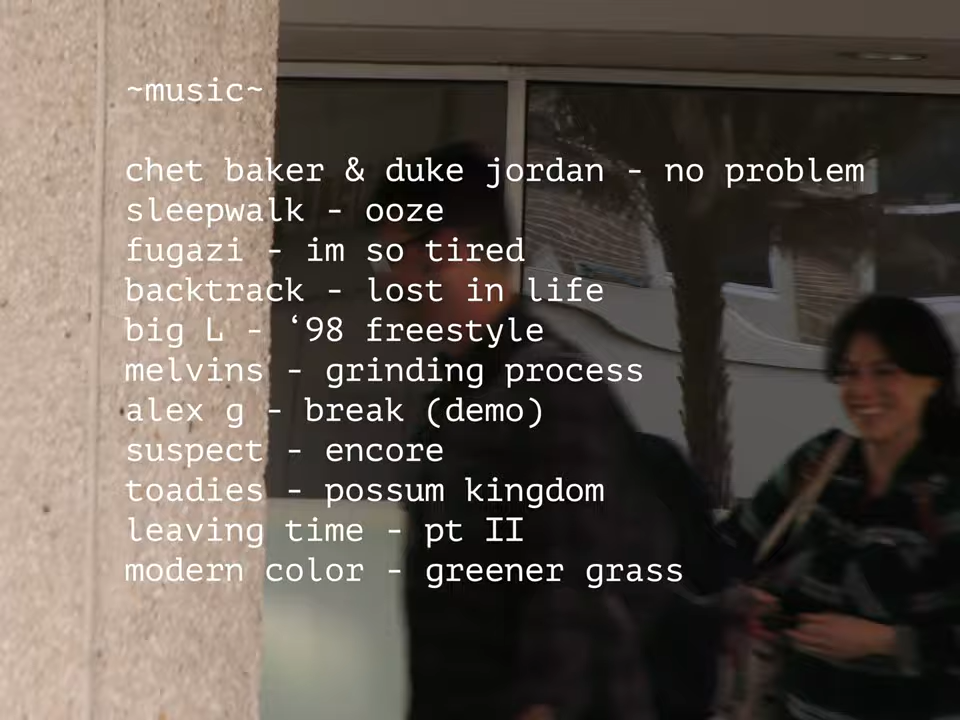 ~music~
chet baker & duke jordan - no problem
sleepwalk - ooze
fugazi - im so tired
backtrack - lost in life
big L - ‘98 freestyle
melvins - grinding process
alex g - break (demo)
suspect - encore
toadies - possum kingdom
leaving time - pt II
modern color - greener grass